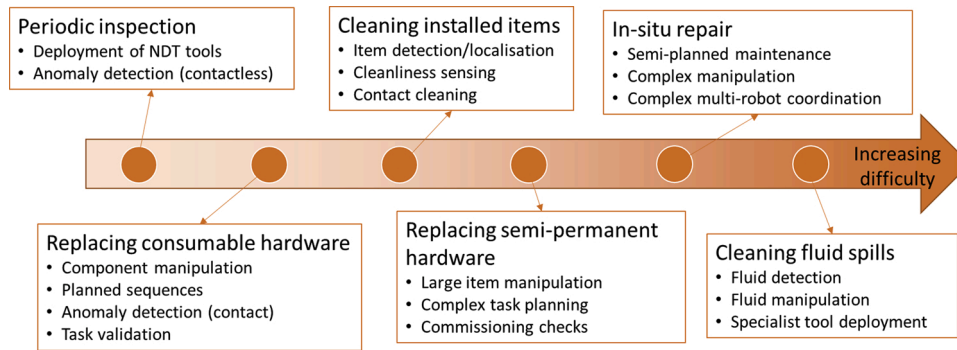 Periodic inspection
• Deployment of NDT tools
• Anomaly detection (contactless)
Cleaning installed items
• Item detection/localisation
• Cleanliness sensing
• Contact cleaning
In-situ repair
• Semi-planned maintenance
• Complex manipulation
• Complex multi-robot coordination
Increasing
difficulty
Replacing consumable hardware
• Component manipulation
• Planned sequences
• Anomaly detection (contact)
• Task validation
Replacing semi-permanent
hardware
• Large item manipulation
• Complex task planning
• Commissioning checks
Cleaning fluid spills
• Fluid detection
• Fluid manipulation
• Specialist tool deployment